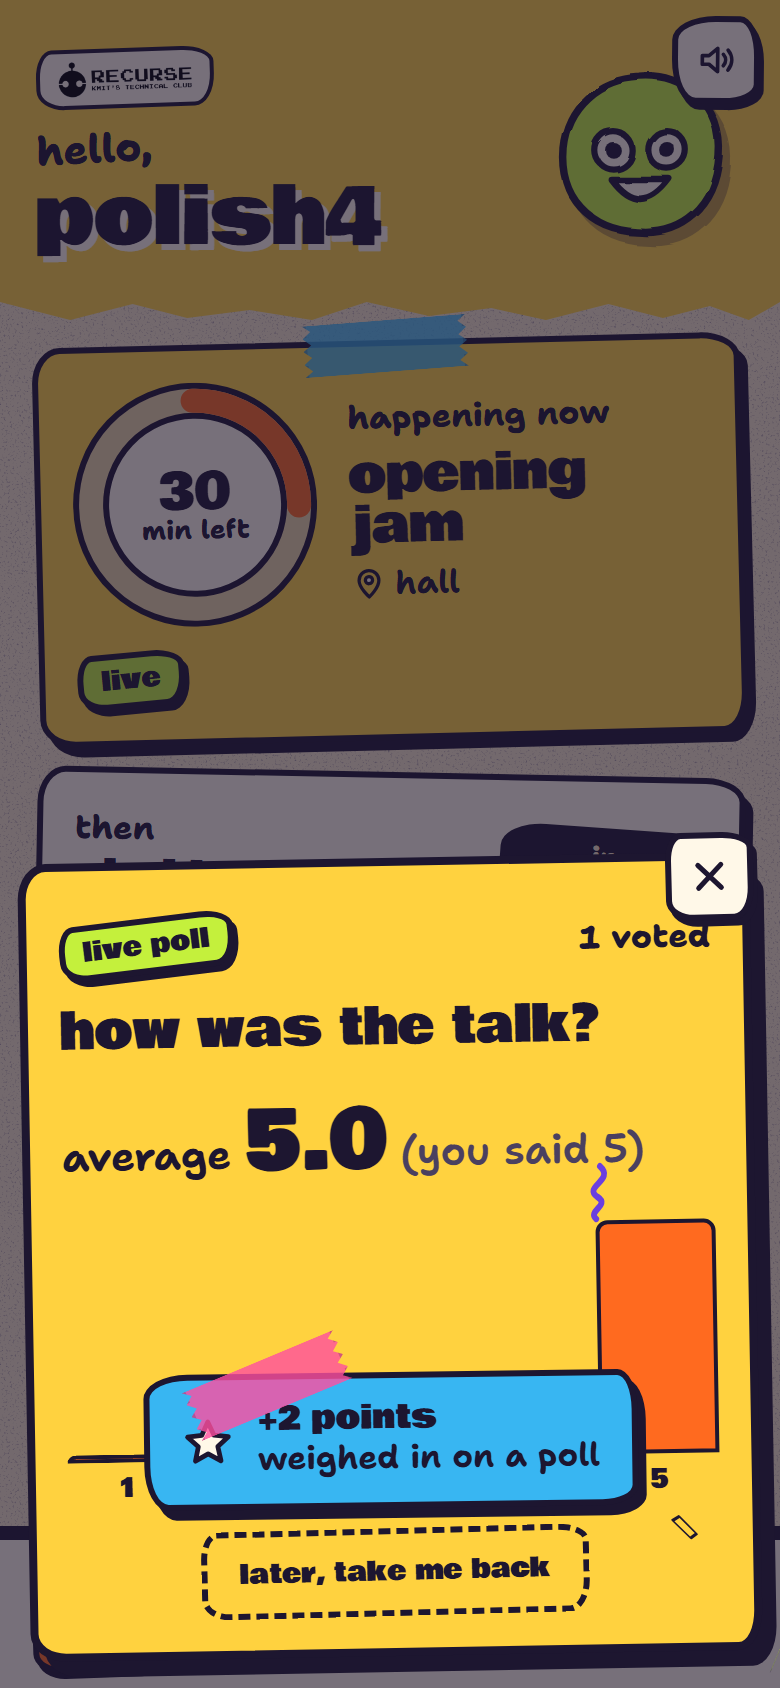 RECURSE
KMIT'S TECHNICAL CLUB
hello,
polish4
30
min left
happening now
opening
jam
hall
live
then
live poll
1 voted
how was the talk?
average 5.0 (you said 5)
+2 points
weighed in on a poll
1 5
later, take me back